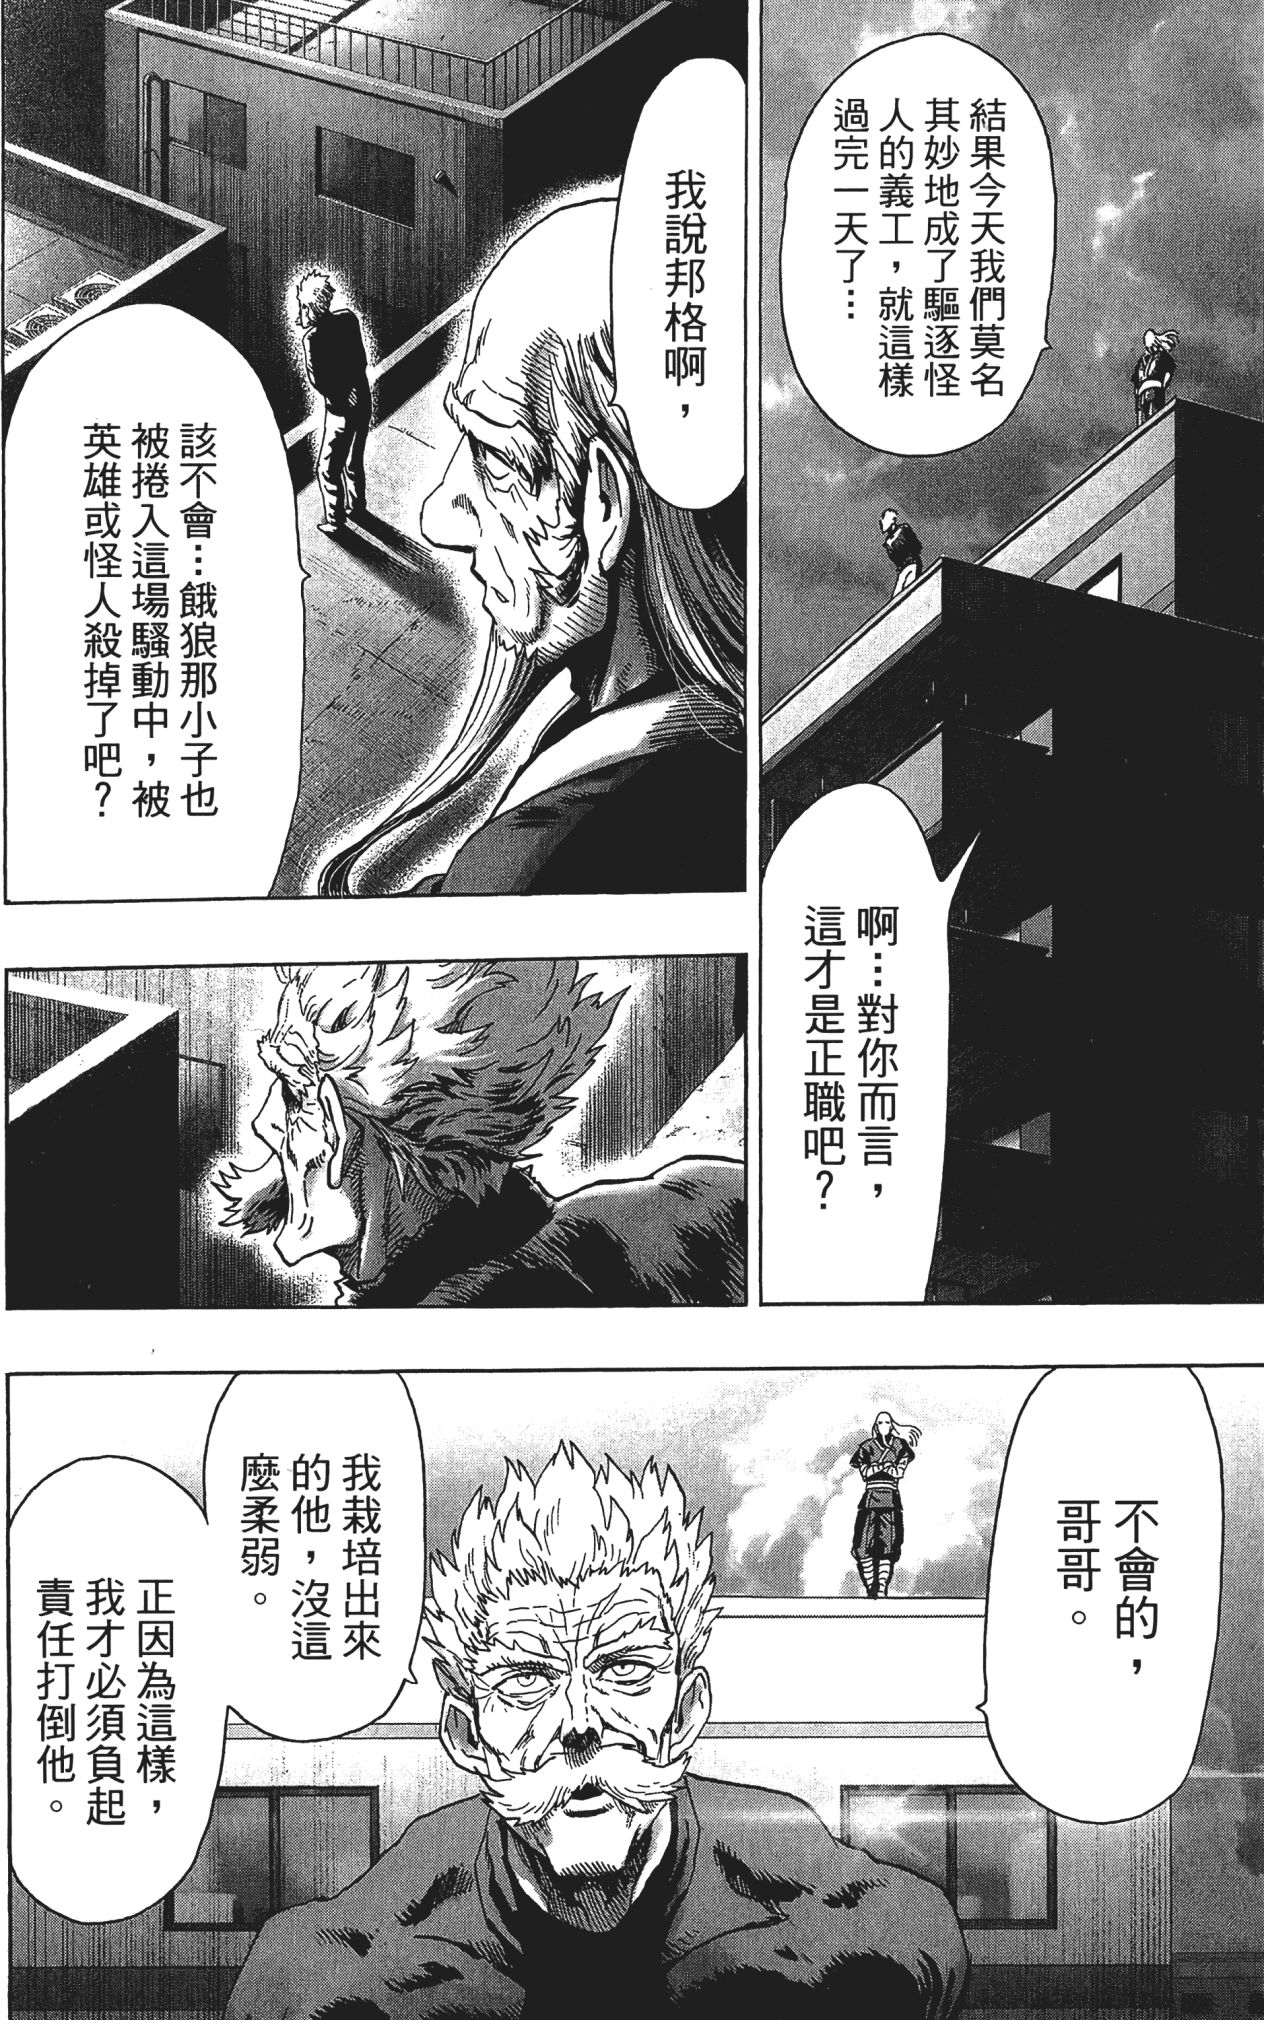 結果今天我們莫名
其妙地成了驅逐怪
人的義工，就這樣
過完一天了…
啊…對你而言，
這才是正職吧？
我說邦格啊，
該不會…餓狼那小子也
被捲入這場騷動中，被
英雄或怪人殺掉了吧？
不會的，
哥哥。
我栽培出來
的他，沒這
麼柔弱。
正因為這樣，
我才必須負起
責任打倒他。